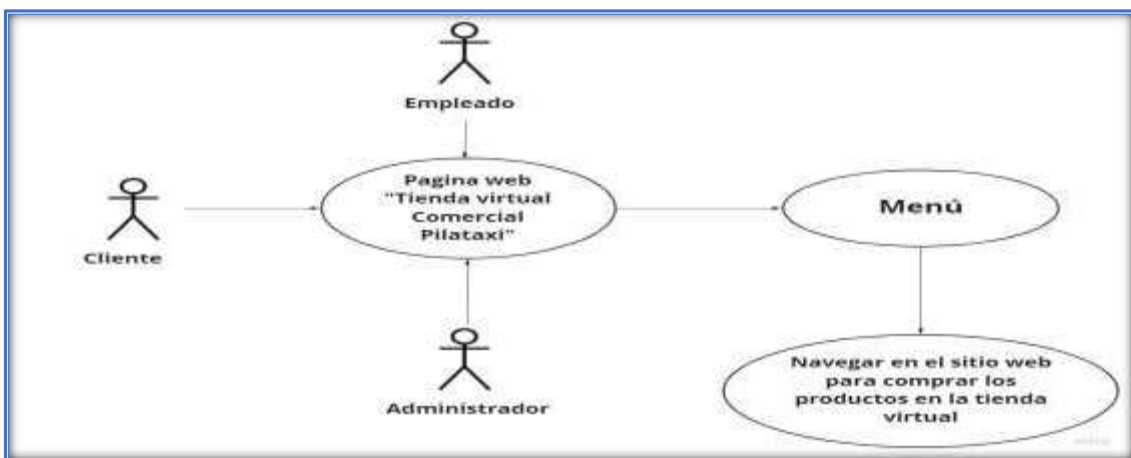 Empleado
Pagina web
"Tienda virtual
Comercial
Pilataxi"
Menú
Cliente
Administrador
Navegar en el sitio web
para comprar los
productos en la tienda
virtual